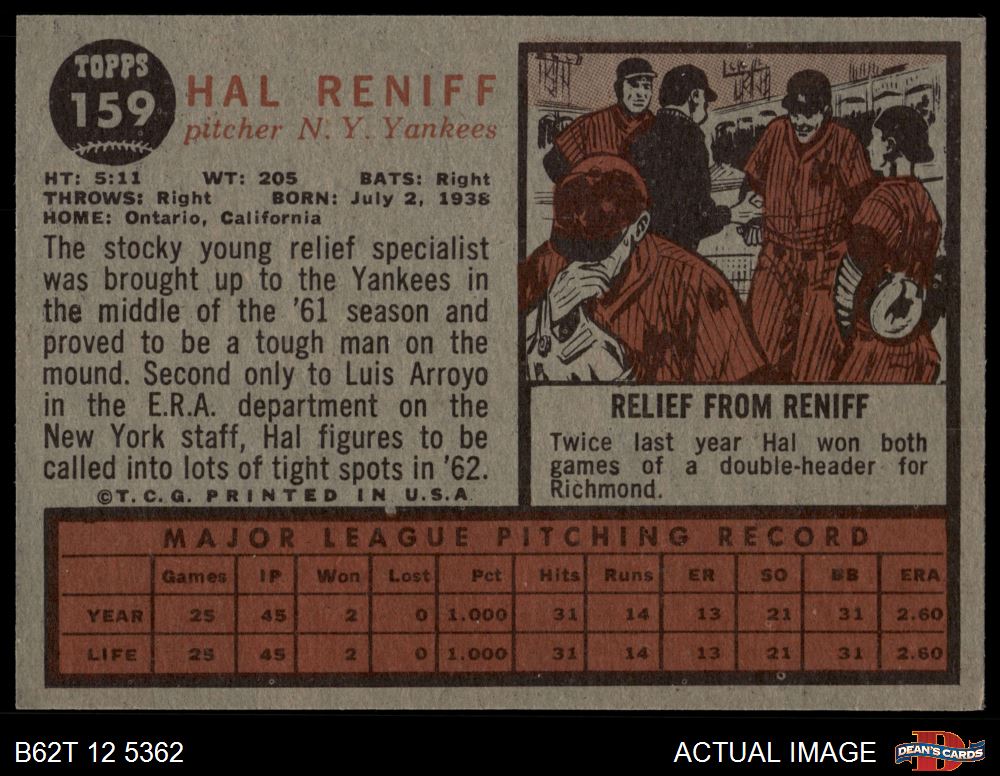 TOPPS
159
HAL RENIFF
pitcher N. Y. Yankees
HT: 5:11 WT: 205 BATS: Right
THROWS: Right BORN: July 2, 1938
HOME: Ontario, California
The stocky young relief specialist
was brought up to the Yankees in
the middle of the '61 season and
proved to be a tough man on the
mound. Second only to Luis Arroyo
in the E.R.A. department on the
New York staff, Hal figures to be
called into lots of tight spots in '62.
©T.C.G. PRINTED IN U.S.A.
RELIEF FROM RENIFF
Twice last year Hal won both
games of a double-header for
Richmond.
MAJOR LEAGUE PITCHING RECORD
Games IP Won Lost Pct Hits Runs ER SO BB ERA
YEAR 25 45 2 0 1.000 31 14 13 21 31 2.60
LIFE 25 45 2 0 1.000 31 14 13 21 31 2.60
B62T 12 5362
ACTUAL IMAGE
D
DEAN'S CARDS